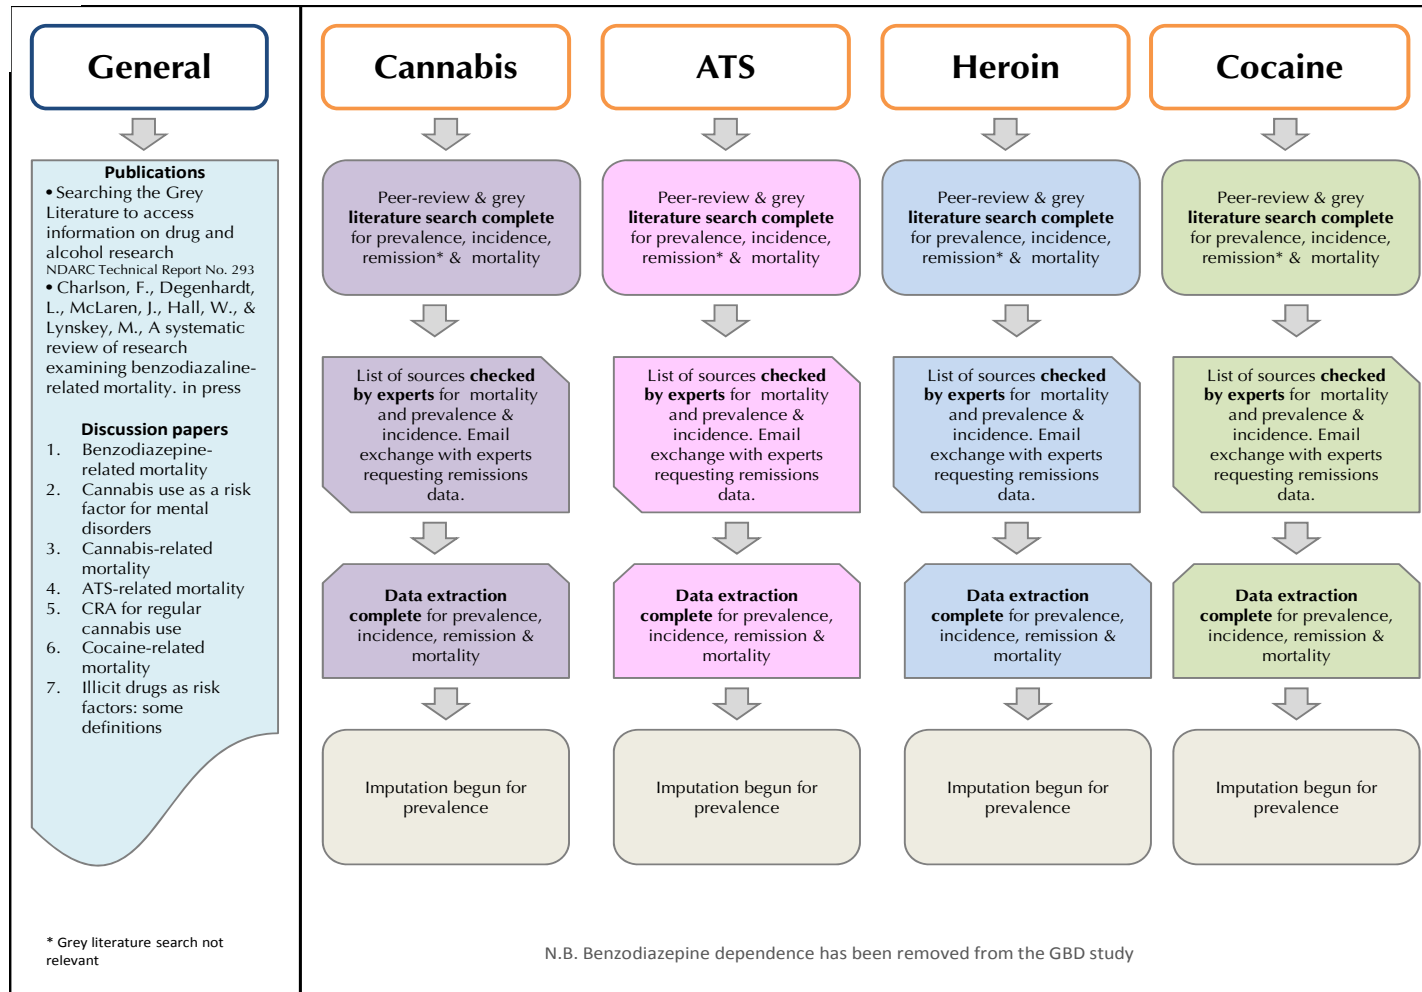 General
Publications
• Searching the Grey
Literature to access
information on drug and
alcohol research
NDARC Technical Report No. 293
• Charlson, F., Degenhardt,
L., McLaren, J., Hall, W., &
Lynskey, M., A systematic
review of research
examining benzodiazaline-
related mortality. in press
Discussion papers
1. Benzodiazepine-
related mortality
2. Cannabis use as a risk
factor for mental
disorders
3. Cannabis-related
mortality
4. ATS-related mortality
5. CRA for regular
cannabis use
6. Cocaine-related
mortality
7. Illicit drugs as risk
factors: some
definitions
* Grey literature search not
relevant
Cannabis
Peer-review & grey
literature search complete
for prevalence, incidence,
remission* & mortality
List of sources checked
by experts for mortality
and prevalence &
incidence. Email
exchange with experts
requesting remissions
data.
Data extraction
complete for prevalence,
incidence, remission &
mortality
Imputation begun for
prevalence
ATS
Peer-review & grey
literature search complete
for prevalence, incidence,
remission* & mortality
List of sources checked
by experts for mortality
and prevalence &
incidence. Email
exchange with experts
requesting remissions
data.
Data extraction
complete for prevalence,
incidence, remission &
mortality
Imputation begun for
prevalence
Heroin
Peer-review & grey
literature search complete
for prevalence, incidence,
remission* & mortality
List of sources checked
by experts for mortality
and prevalence &
incidence. Email
exchange with experts
requesting remissions
data.
Data extraction
complete for prevalence,
incidence, remission &
mortality
Imputation begun for
prevalence
Cocaine
Peer-review & grey
literature search complete
for prevalence, incidence,
remission* & mortality
List of sources checked
by experts for mortality
and prevalence &
incidence. Email
exchange with experts
requesting remissions
data.
Data extraction
complete for prevalence,
incidence, remission &
mortality
Imputation begun for
prevalence
N.B. Benzodiazepine dependence has been removed from the GBD study